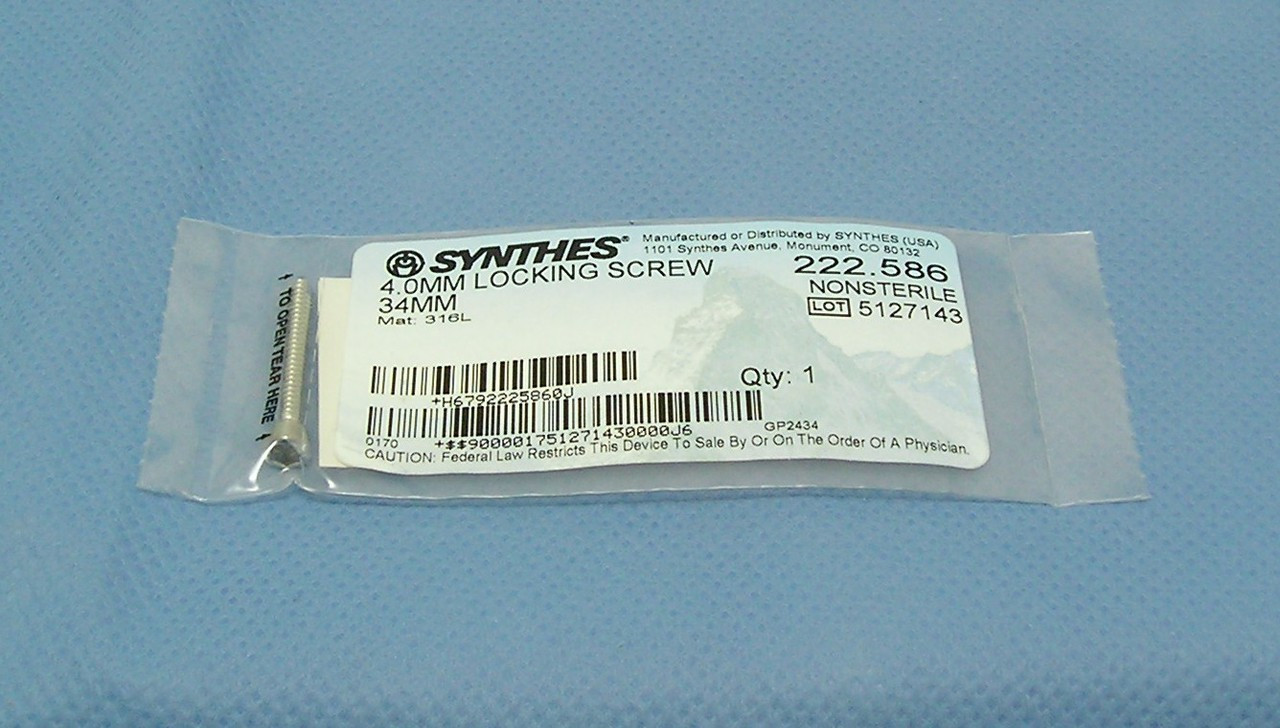 SYNTHES®
Manufactured or Distributed by SYNTHES (USA)
1101 Synthes Avenue, Monument, CO 80132
4.0MM LOCKING SCREW
34MM
Mat: 316L
222.586
NONSTERILE
LOT 5127143
Qty: 1
+H6792225860J
+$$900001751271430000J6
0170
GP2434
CAUTION: Federal Law Restricts This Device To Sale By Or On The Order Of A Physician.
TO OPEN TEAR HERE